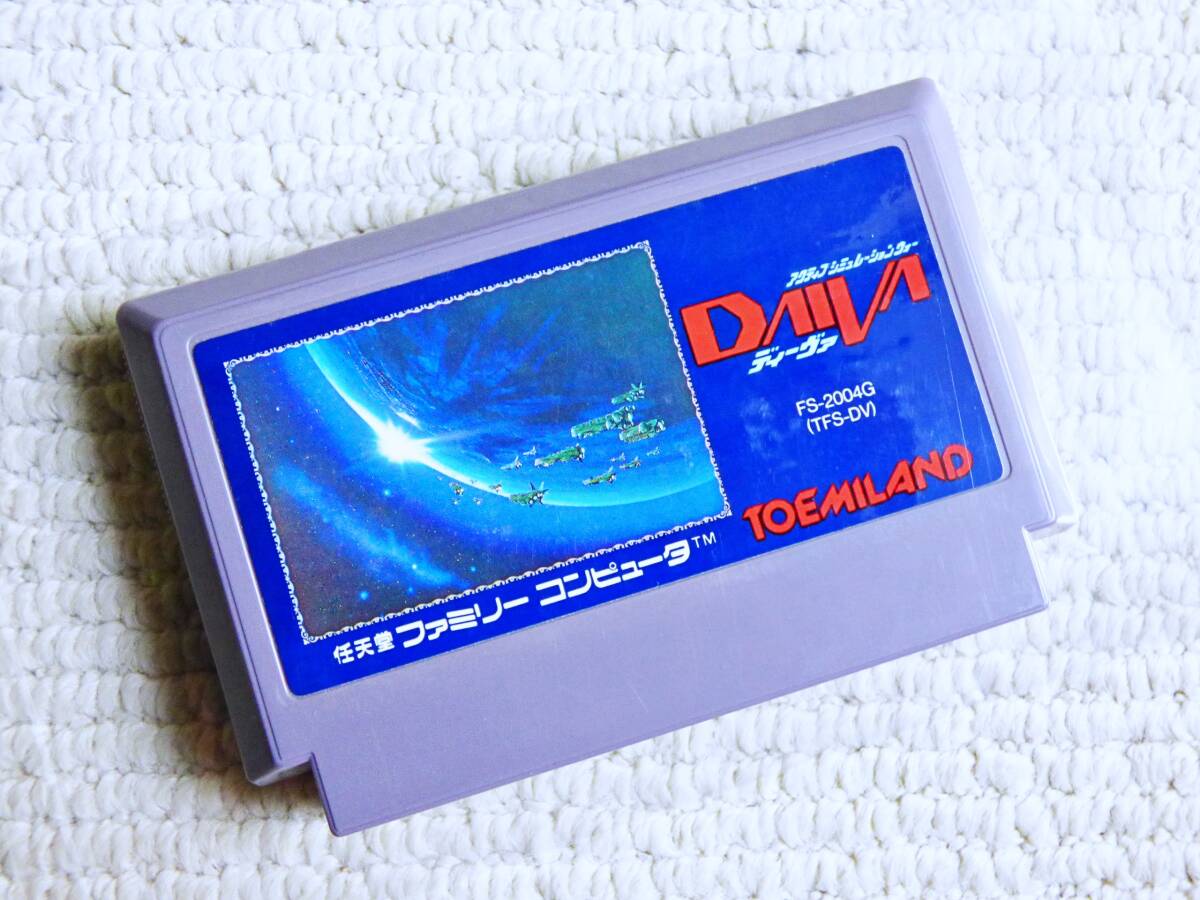 アクティブ シミュレーション ウォー
DAIVA
ディーヴァ
FS-2004G
(TFS-DV)
TOEMILAND
任天堂 ファミリー コンピュータ™